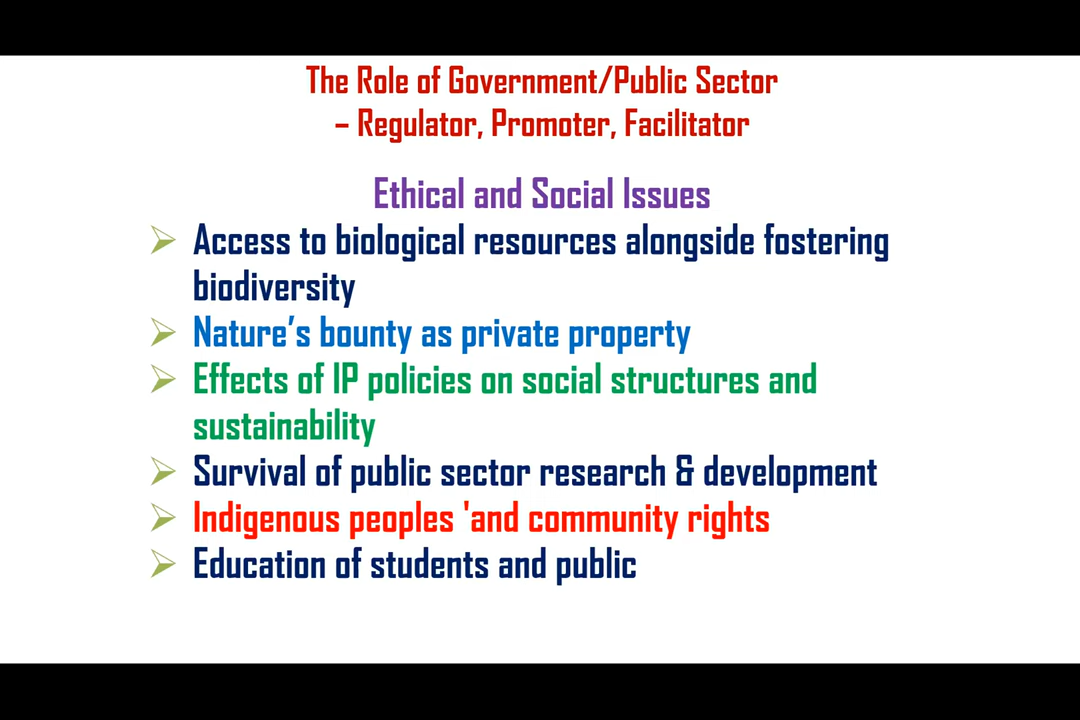 The Role of Government/Public Sector
– Regulator, Promoter, Facilitator
Ethical and Social Issues
Access to biological resources alongside fostering
biodiversity
Nature’s bounty as private property
Effects of IP policies on social structures and
sustainability
Survival of public sector research & development
Indigenous peoples 'and community rights
Education of students and public